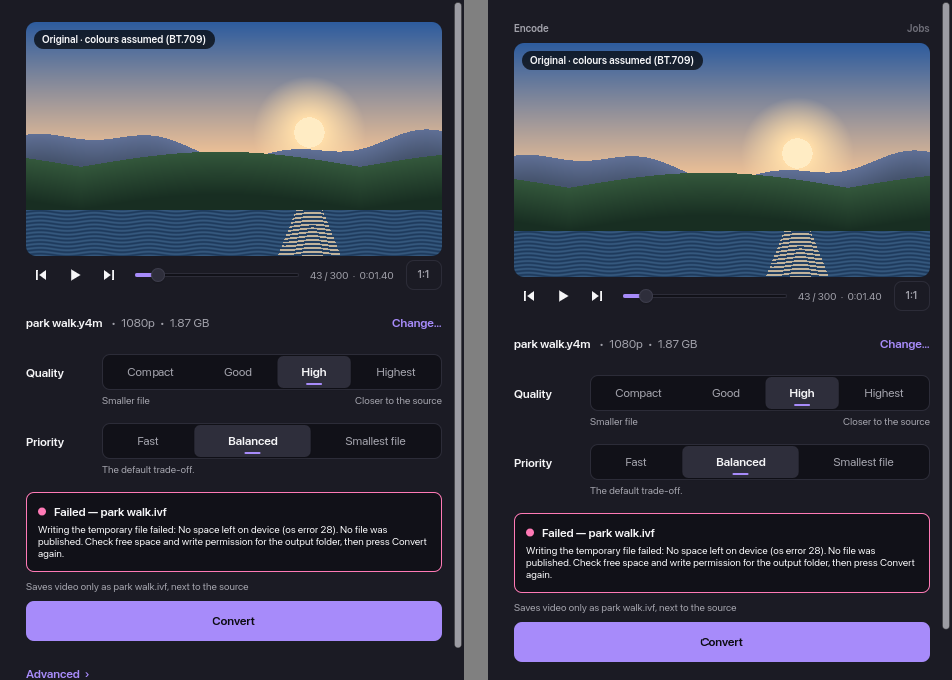 Original · colours assumed (BT.709)
43 / 300 · 0:01.40
1:1
park walk.y4m • 1080p • 1.87 GB
Change...
Quality
Compact
Good
High
Highest
Smaller file
Closer to the source
Priority
Fast
Balanced
Smallest file
The default trade-off.
Failed — park walk.ivf
Writing the temporary file failed: No space left on device (os error 28). No file was
published. Check free space and write permission for the output folder, then press Convert
again.
Saves video only as park walk.ivf, next to the source
Convert
Advanced ›
Encode
Jobs
Original · colours assumed (BT.709)
43 / 300 · 0:01.40
1:1
park walk.y4m • 1080p • 1.87 GB
Change...
Quality
Compact
Good
High
Highest
Smaller file
Closer to the source
Priority
Fast
Balanced
Smallest file
The default trade-off.
Failed — park walk.ivf
Writing the temporary file failed: No space left on device (os error 28). No file was
published. Check free space and write permission for the output folder, then press Convert
again.
Saves video only as park walk.ivf, next to the source
Convert